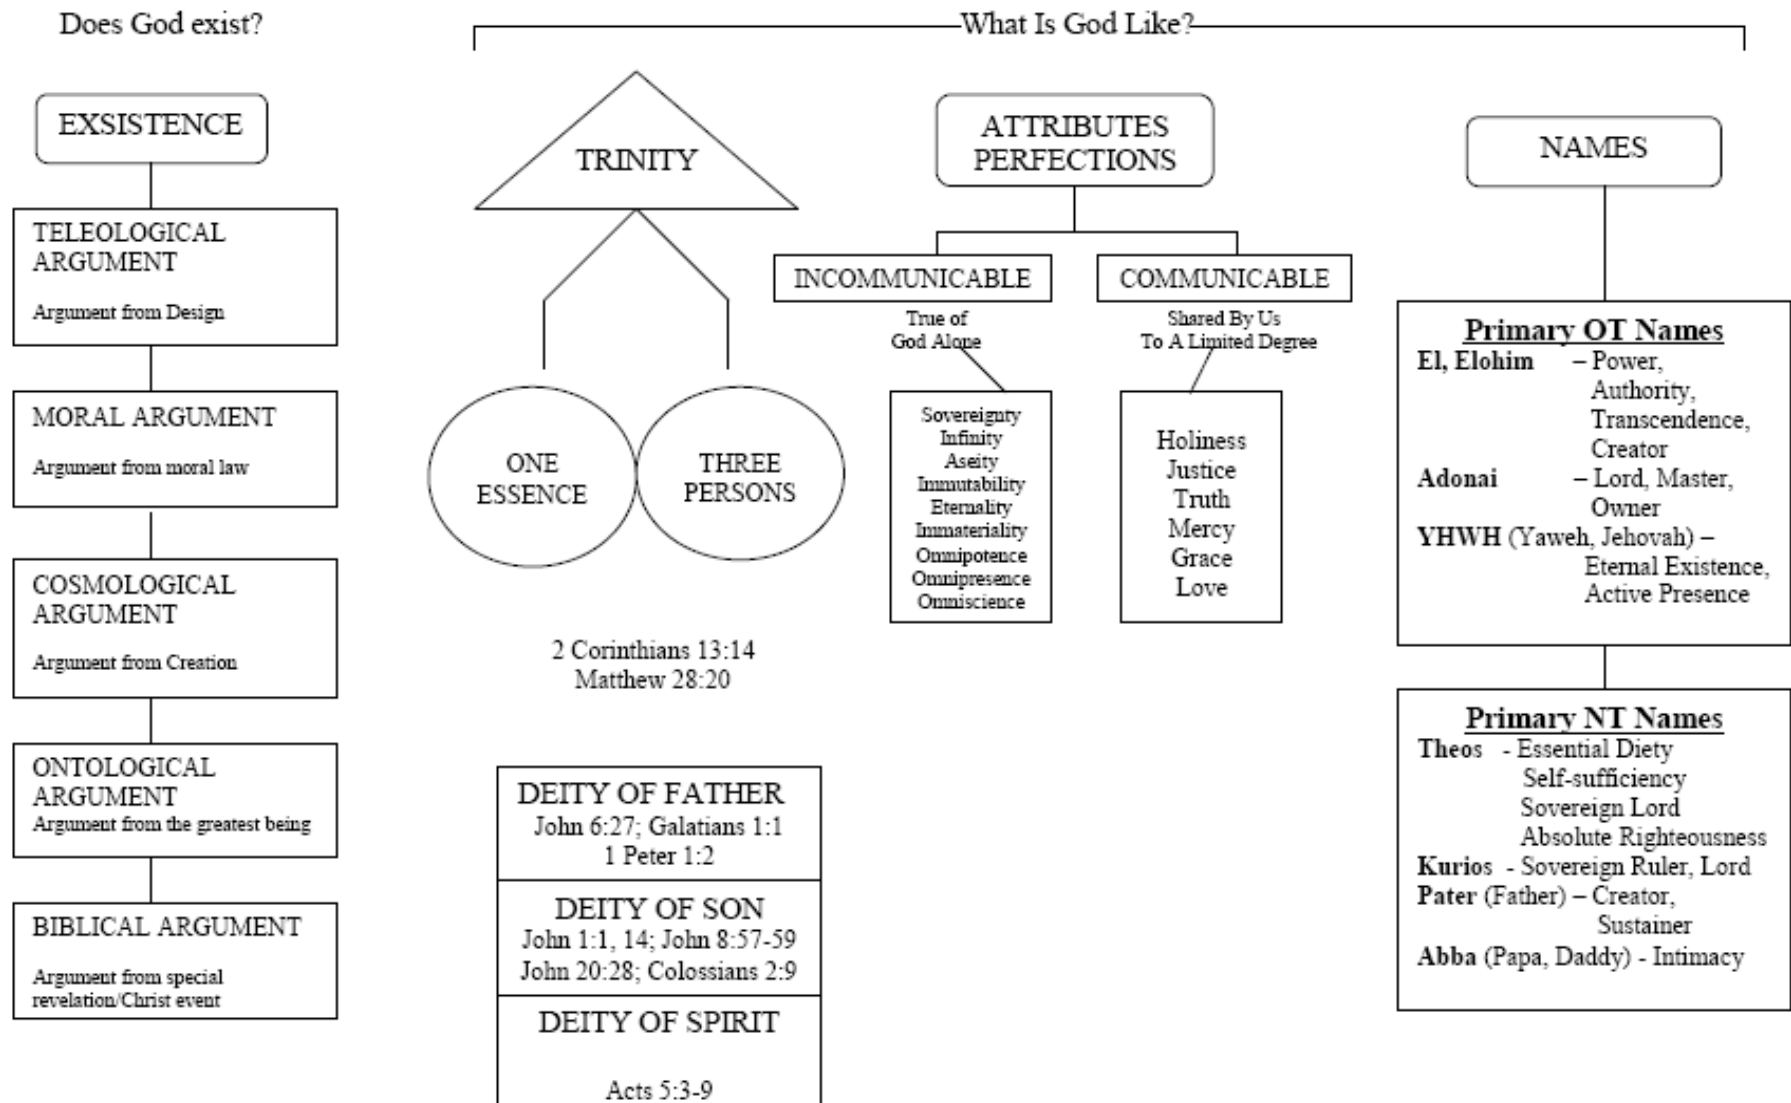 Does God exist?
What Is God Like?
EXSISTENCE
TELEOLOGICAL
ARGUMENT
Argument from Design
MORAL ARGUMENT
Argument from moral law
COSMOLOGICAL
ARGUMENT
Argument from Creation
ONTOLOGICAL
ARGUMENT
Argument from the greatest being
BIBLICAL ARGUMENT
Argument from special
revelation/Christ event
TRINITY
ONE
ESSENCE
THREE
PERSONS
2 Corinthians 13:14
Matthew 28:20
DEITY OF FATHER
John 6:27; Galatians 1:1
1 Peter 1:2
DEITY OF SON
John 1:1, 14; John 8:57-59
John 20:28; Colossians 2:9
DEITY OF SPIRIT
Acts 5:3-9
ATTRIBUTES
PERFECTIONS
INCOMMUNICABLE
True of
God Alone
Sovereignty
Infinity
Aseity
Immutability
Eternality
Immateriality
Omnipotence
Omnipresence
Omniscience
COMMUNICABLE
Shared By Us
To A Limited Degree
Holiness
Justice
Truth
Mercy
Grace
Love
NAMES
Primary OT Names
El, Elohim – Power,
Authority,
Transcendence,
Creator
Adonai – Lord, Master,
Owner
YHWH (Yaweh, Jehovah) –
Eternal Existence,
Active Presence
Primary NT Names
Theos - Essential Diety
Self-sufficiency
Sovereign Lord
Absolute Righteousness
Kurios - Sovereign Ruler, Lord
Pater (Father) – Creator,
Sustainer
Abba (Papa, Daddy) - Intimacy